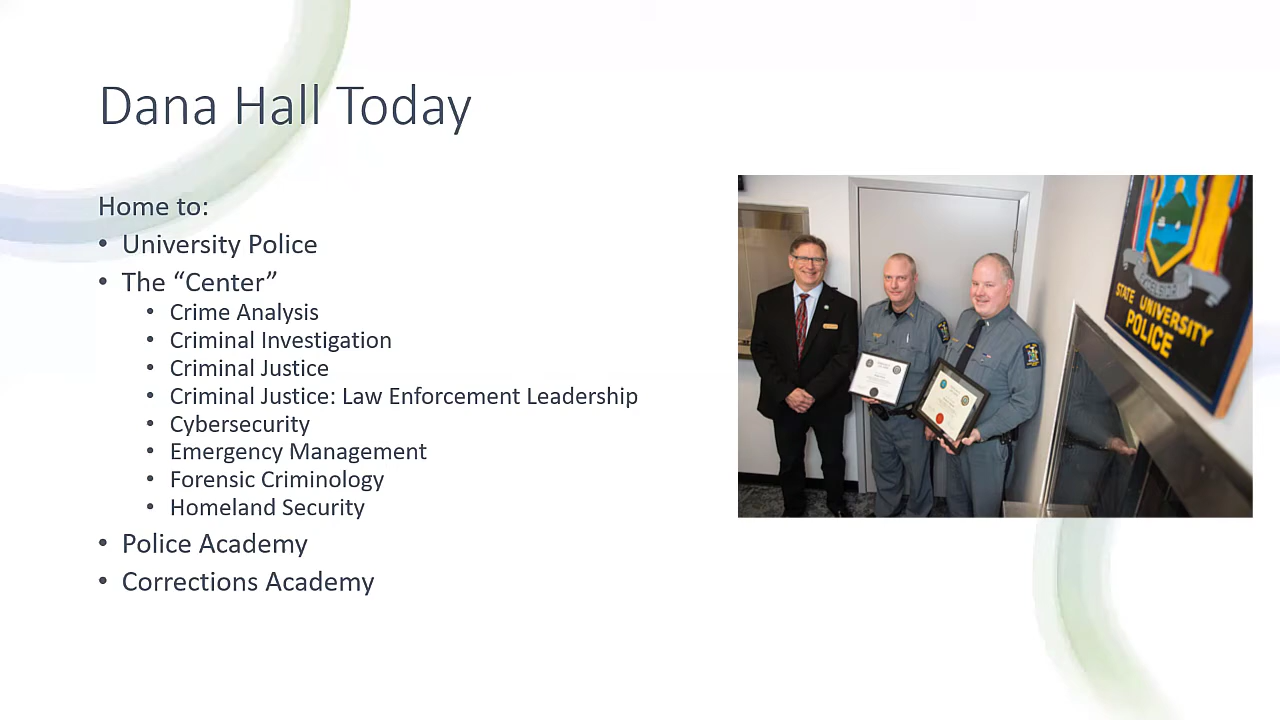 Dana Hall Today
Home to:
• University Police
• The “Center”
• Crime Analysis
• Criminal Investigation
• Criminal Justice
• Criminal Justice: Law Enforcement Leadership
• Cybersecurity
• Emergency Management
• Forensic Criminology
• Homeland Security
• Police Academy
• Corrections Academy
STATE UNIVERSITY
POLICE